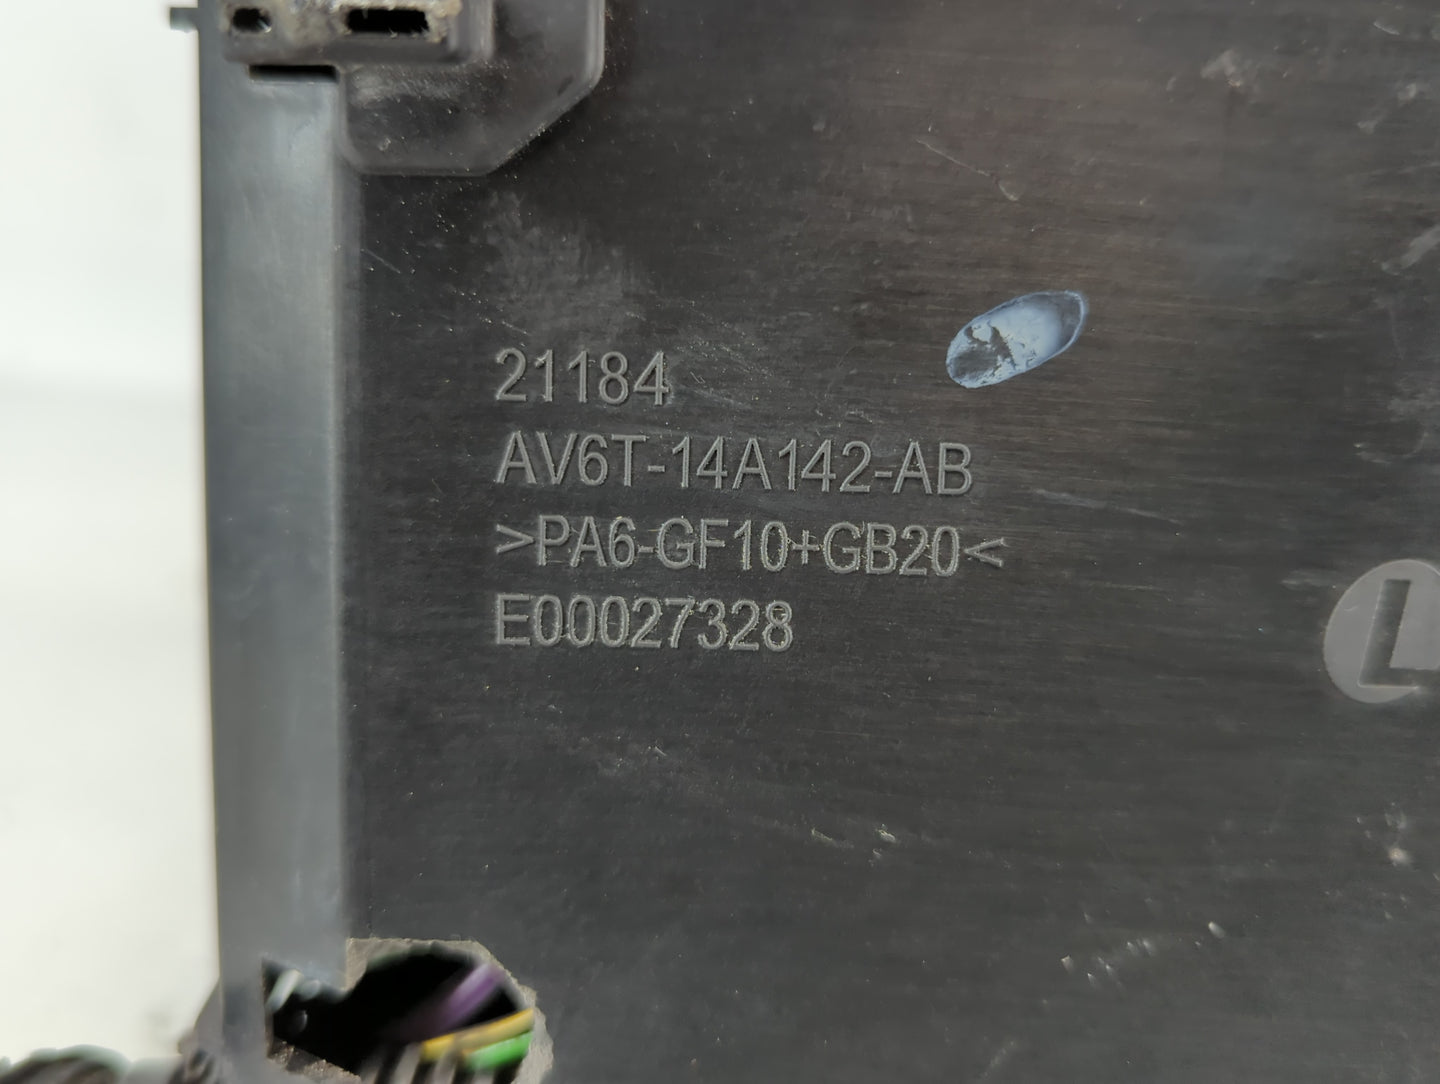 21184
AV6T-14A142-AB
>PA6-GF10+GB20<
E00027328
L